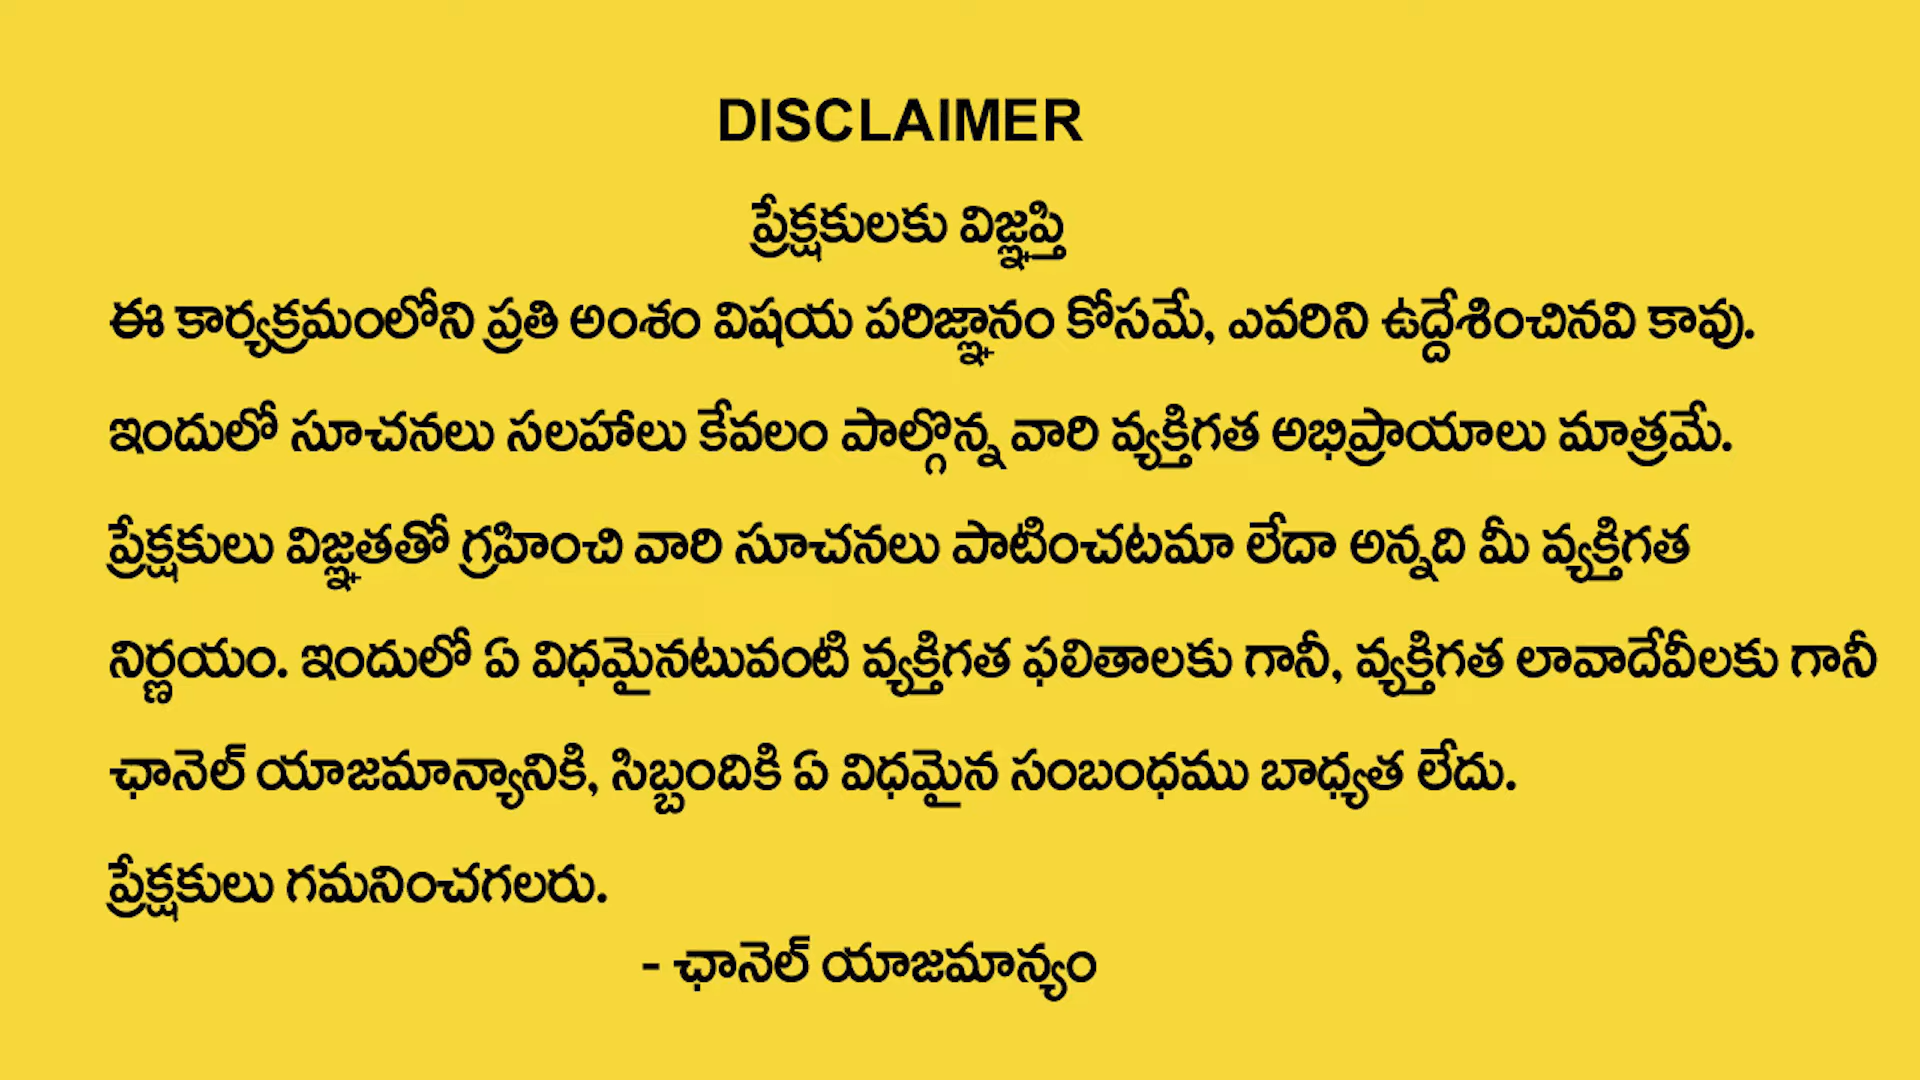 DISCLAIMER
ప్రేక్షకులకు విజ్ఞప్తి
ఈ కార్యక్రమంలోని ప్రతి అంశం విషయ పరిజ్ఞానం కోసమే, ఎవరిని ఉద్దేశించినవి కావు.
ఇందులో సూచనలు సలహాలు కేవలం పాల్గొన్న వారి వ్యక్తిగత అభిప్రాయాలు మాత్రమే.
ప్రేక్షకులు విజ్ఞతతో గ్రహించి వారి సూచనలు పాటించటమా లేదా అన్నది మీ వ్యక్తిగత
నిర్ణయం. ఇందులో ఏ విధమైనటువంటి వ్యక్తిగత ఫలితాలకు గానీ, వ్యక్తిగత లావాదేవీలకు గానీ
ఛానెల్ యాజమాన్యానికి, సిబ్బందికి ఏ విధమైన సంబంధము బాధ్యత లేదు.
ప్రేక్షకులు గమనించగలరు.
- ఛానెల్ యాజమాన్యం